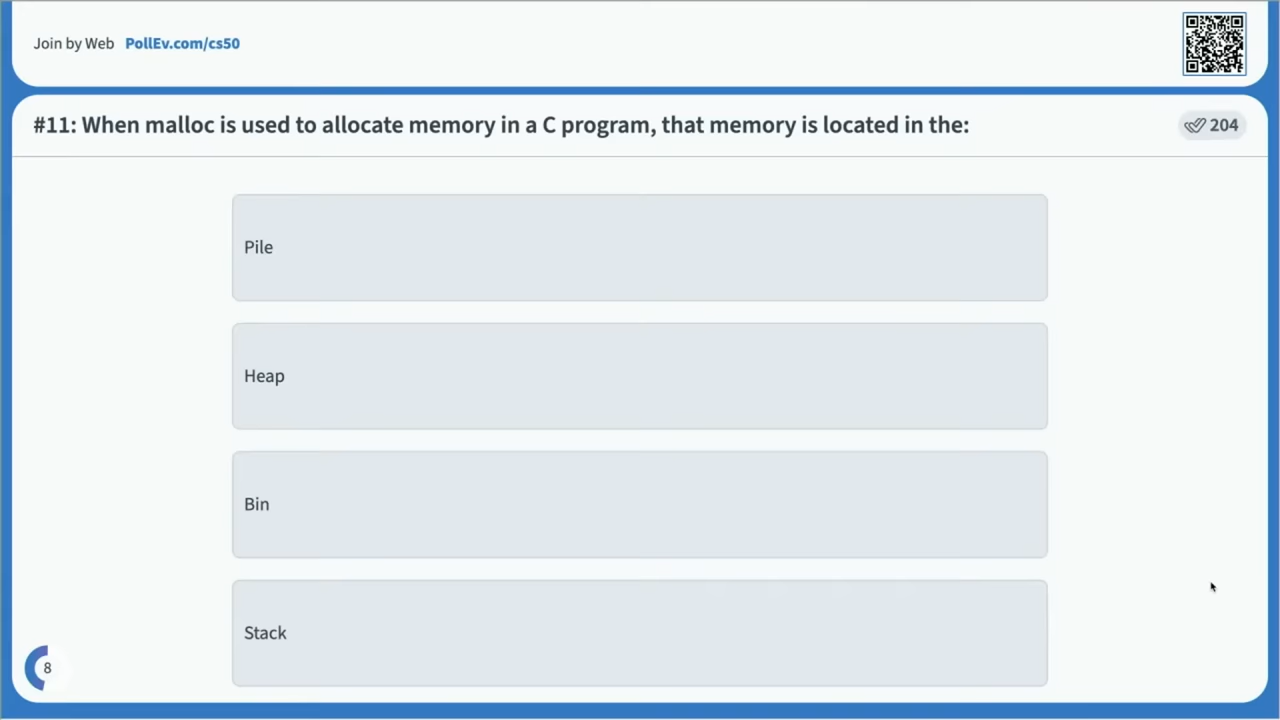 Join by Web PollEv.com/cs50
#11: When malloc is used to allocate memory in a C program, that memory is located in the:
204
Pile
Heap
Bin
Stack
8